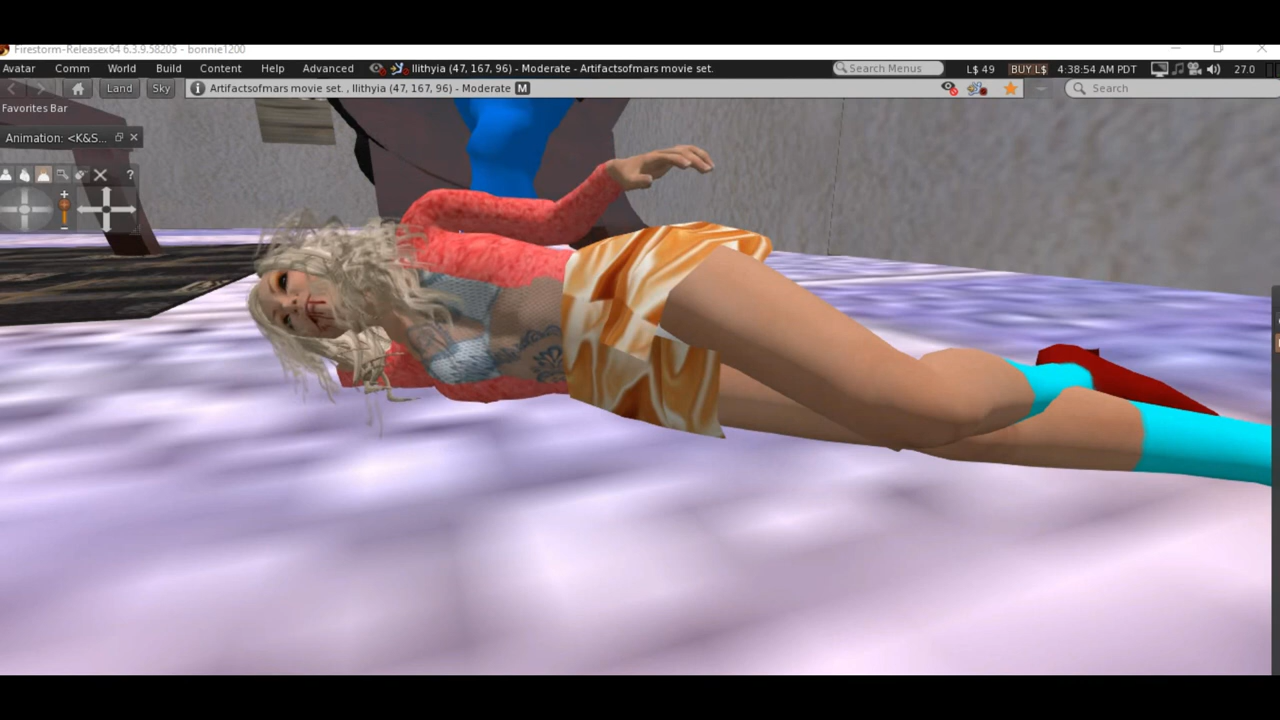 Firestorm-Releasex64 6.3.9.58205 - bonnie1200
Avatar Comm World Build Content Help Advanced Ilithyia (47, 167, 96) - Moderate - Artifactsofmars movie set. Search Menus L$ 49 BUY L$ 4:38:54 AM PDT 27.0
Land Sky Artifactsofmars movie set. , Ilithyia (47, 167, 96) - Moderate M Search
Favorites Bar
Animation: <K&S...
?